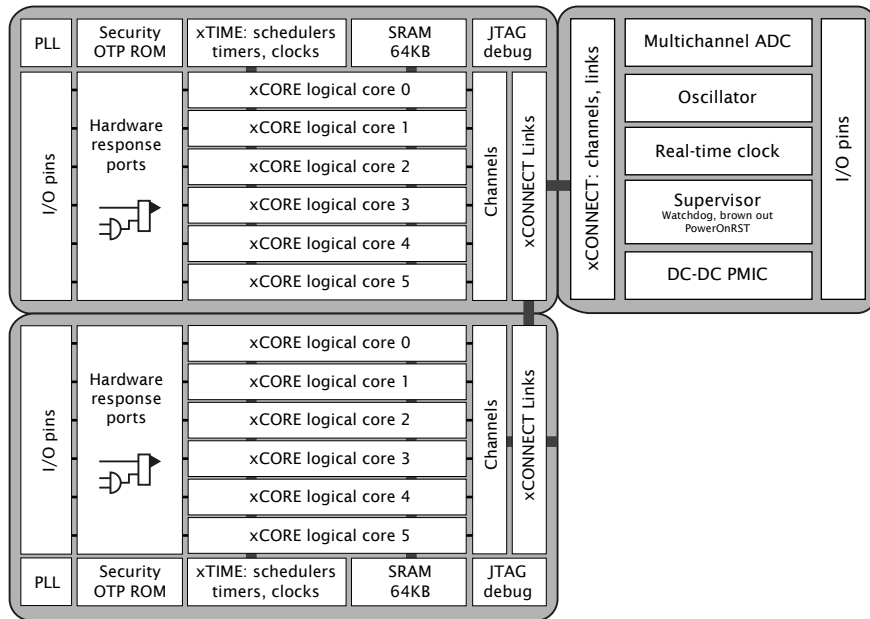 PLL
Security
OTP ROM
xTIME: schedulers
timers, clocks
SRAM
64KB
JTAG
debug
I/O pins
Hardware
response
ports
xCORE logical core 0
xCORE logical core 1
xCORE logical core 2
xCORE logical core 3
xCORE logical core 4
xCORE logical core 5
Channels
xCONNECT Links
xCONNECT: channels, links
Multichannel ADC
Oscillator
Real-time clock
Supervisor
Watchdog, brown out
PowerOnRST
DC-DC PMIC
I/O pins
I/O pins
Hardware
response
ports
xCORE logical core 0
xCORE logical core 1
xCORE logical core 2
xCORE logical core 3
xCORE logical core 4
xCORE logical core 5
Channels
xCONNECT Links
PLL
Security
OTP ROM
xTIME: schedulers
timers, clocks
SRAM
64KB
JTAG
debug